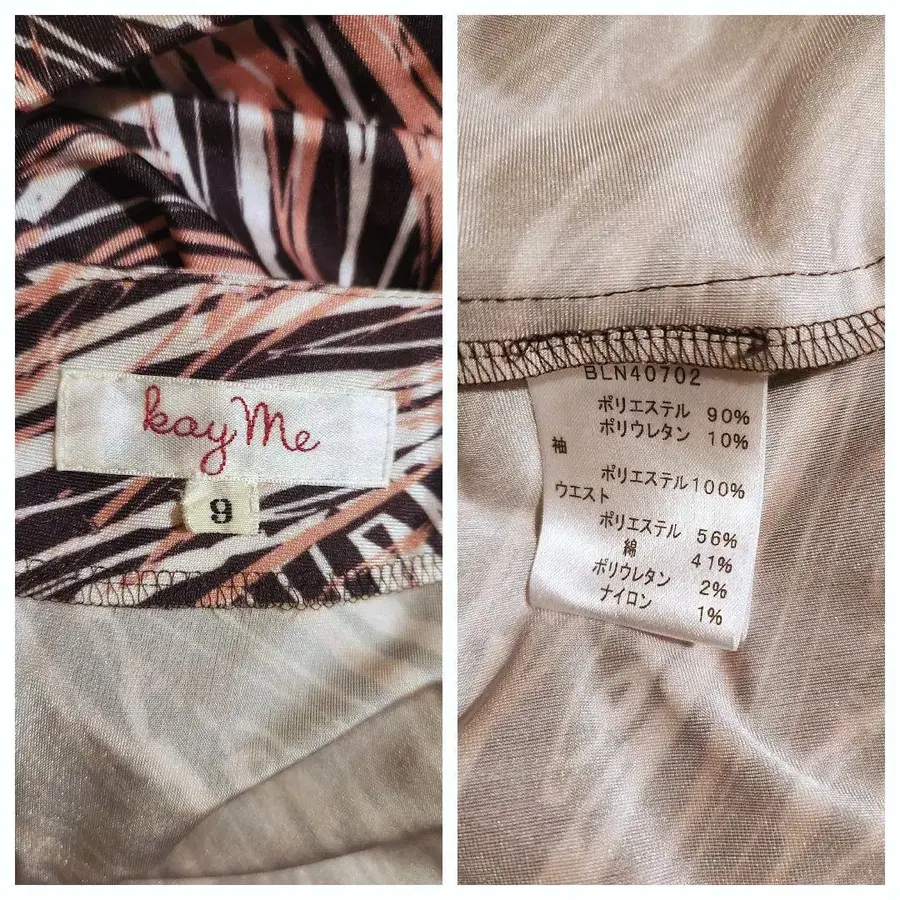 kay me
9
BLN40702
ポリエステル 90%
ポリウレタン 10%
袖
ポリエステル100%
ウエスト
ポリエステル 56%
綿 41%
ポリウレタン 2%
ナイロン 1%